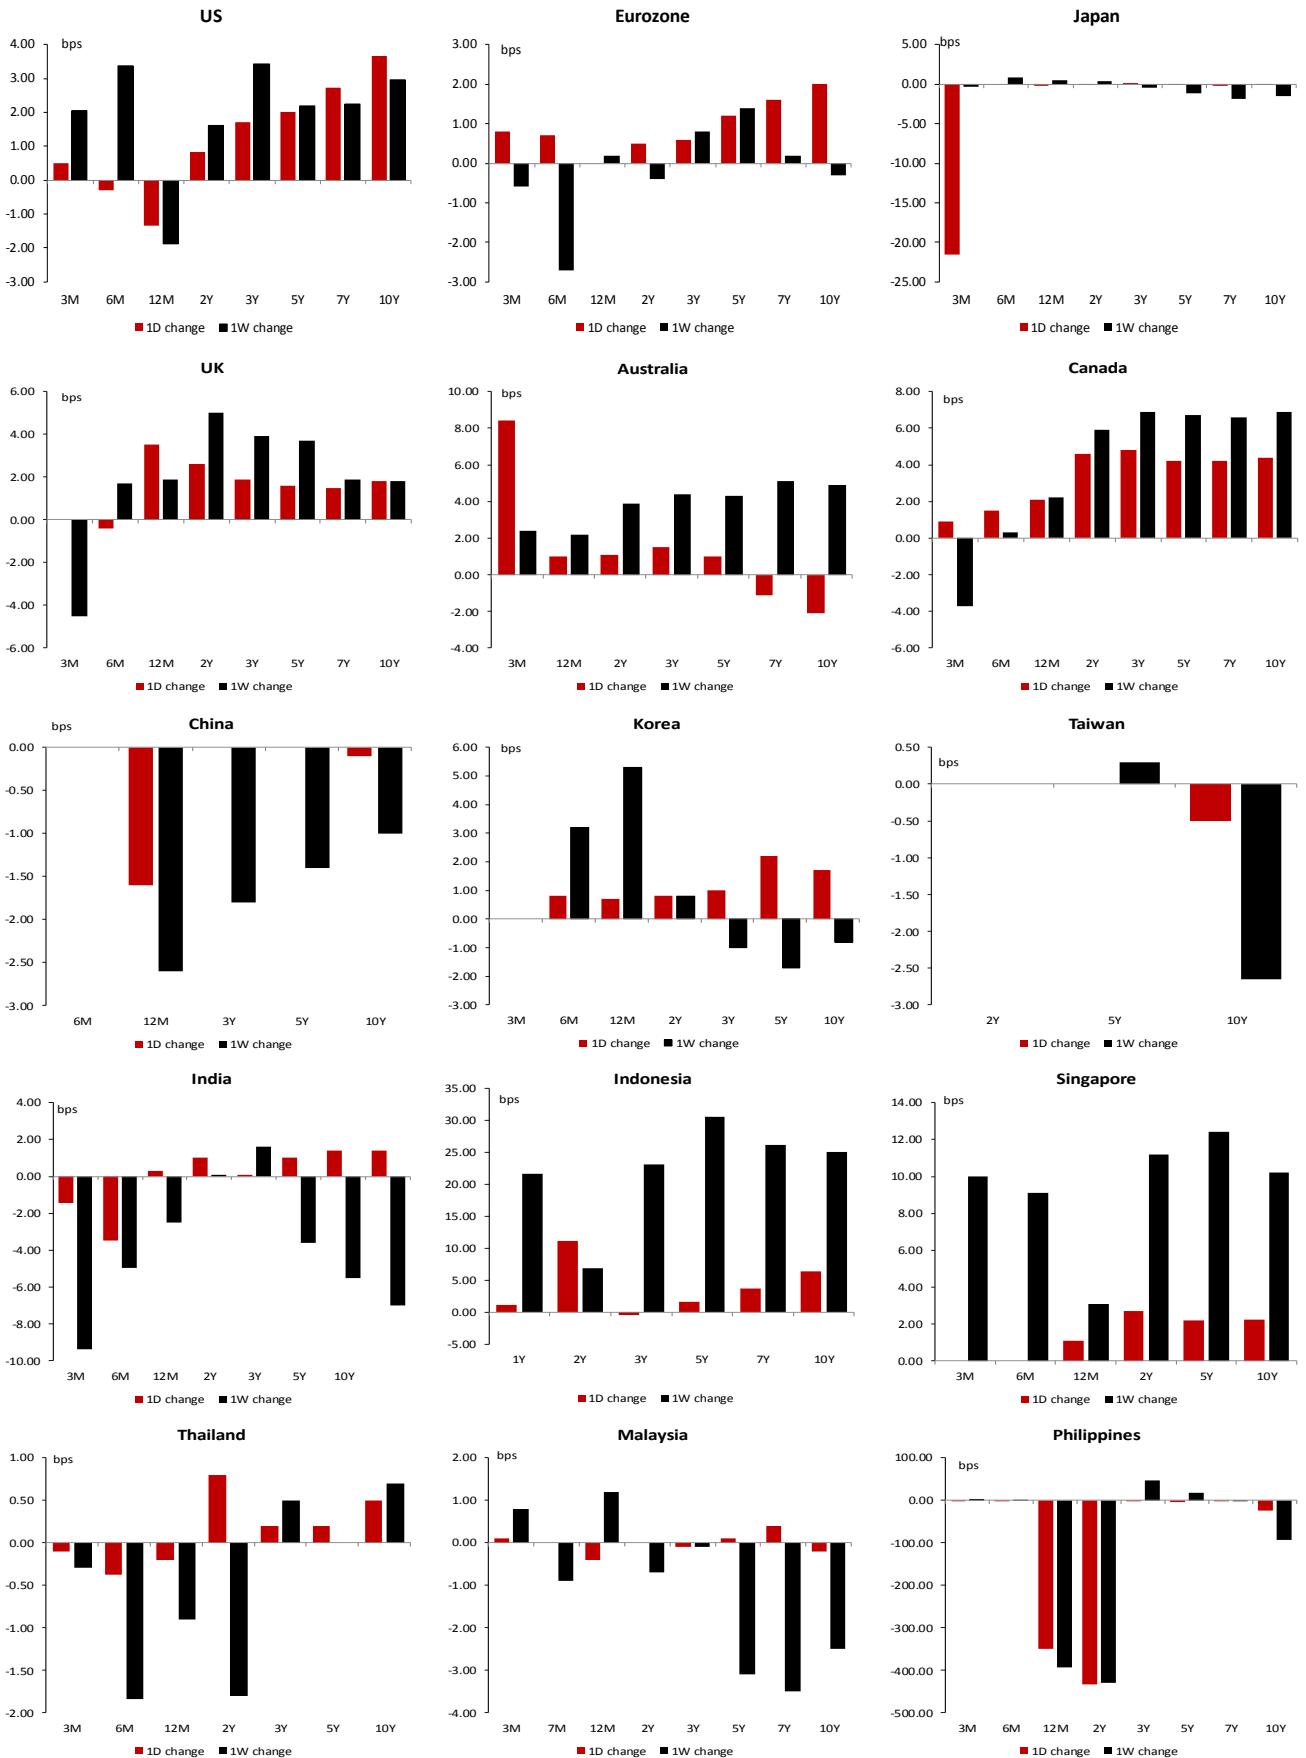 US
bps
4.00
3.00
2.00
1.00
0.00
-1.00
-2.00
-3.00
3M 6M 12M 2Y 3Y 5Y 7Y 10Y
1D change 1W change
Eurozone
bps
3.00
2.00
1.00
0.00
-1.00
-2.00
-3.00
3M 6M 12M 2Y 3Y 5Y 7Y 10Y
1D change 1W change
Japan
bps
5.00
0.00
-5.00
-10.00
-15.00
-20.00
-25.00
3M 6M 12M 2Y 3Y 5Y 7Y 10Y
1D change 1W change
UK
bps
6.00
4.00
2.00
0.00
-2.00
-4.00
-6.00
3M 6M 12M 2Y 3Y 5Y 7Y 10Y
1D change 1W change
Australia
bps
10.00
8.00
6.00
4.00
2.00
0.00
-2.00
-4.00
3M 12M 2Y 3Y 5Y 7Y 10Y
1D change 1W change
Canada
bps
8.00
6.00
4.00
2.00
0.00
-2.00
-4.00
-6.00
3M 6M 12M 2Y 3Y 5Y 7Y 10Y
1D change 1W change
China
bps
0.00
-0.50
-1.00
-1.50
-2.00
-2.50
-3.00
6M 12M 3Y 5Y 10Y
1D change 1W change
Korea
bps
6.00
5.00
4.00
3.00
2.00
1.00
0.00
-1.00
-2.00
-3.00
3M 6M 12M 2Y 3Y 5Y 10Y
1D change 1W change
Taiwan
bps
0.50
0.00
-0.50
-1.00
-1.50
-2.00
-2.50
-3.00
2Y 5Y 10Y
1D change 1W change
India
bps
4.00
2.00
0.00
-2.00
-4.00
-6.00
-8.00
-10.00
3M 6M 12M 2Y 3Y 5Y 10Y
1D change 1W change
Indonesia
bps
35.00
30.00
25.00
20.00
15.00
10.00
5.00
0.00
-5.00
1Y 2Y 3Y 5Y 7Y 10Y
1D change 1W change
Singapore
bps
14.00
12.00
10.00
8.00
6.00
4.00
2.00
0.00
3M 6M 12M 2Y 5Y 10Y
1D change 1W change
Thailand
bps
1.00
0.50
0.00
-0.50
-1.00
-1.50
-2.00
3M 6M 12M 2Y 3Y 5Y 10Y
1D change 1W change
Malaysia
bps
2.00
1.00
0.00
-1.00
-2.00
-3.00
-4.00
3M 7M 12M 2Y 3Y 5Y 7Y 10Y
1D change 1W change
Philippines
bps
100.00
0.00
-100.00
-200.00
-300.00
-400.00
-500.00
3M 6M 12M 2Y 3Y 5Y 7Y 10Y
1D change 1W change